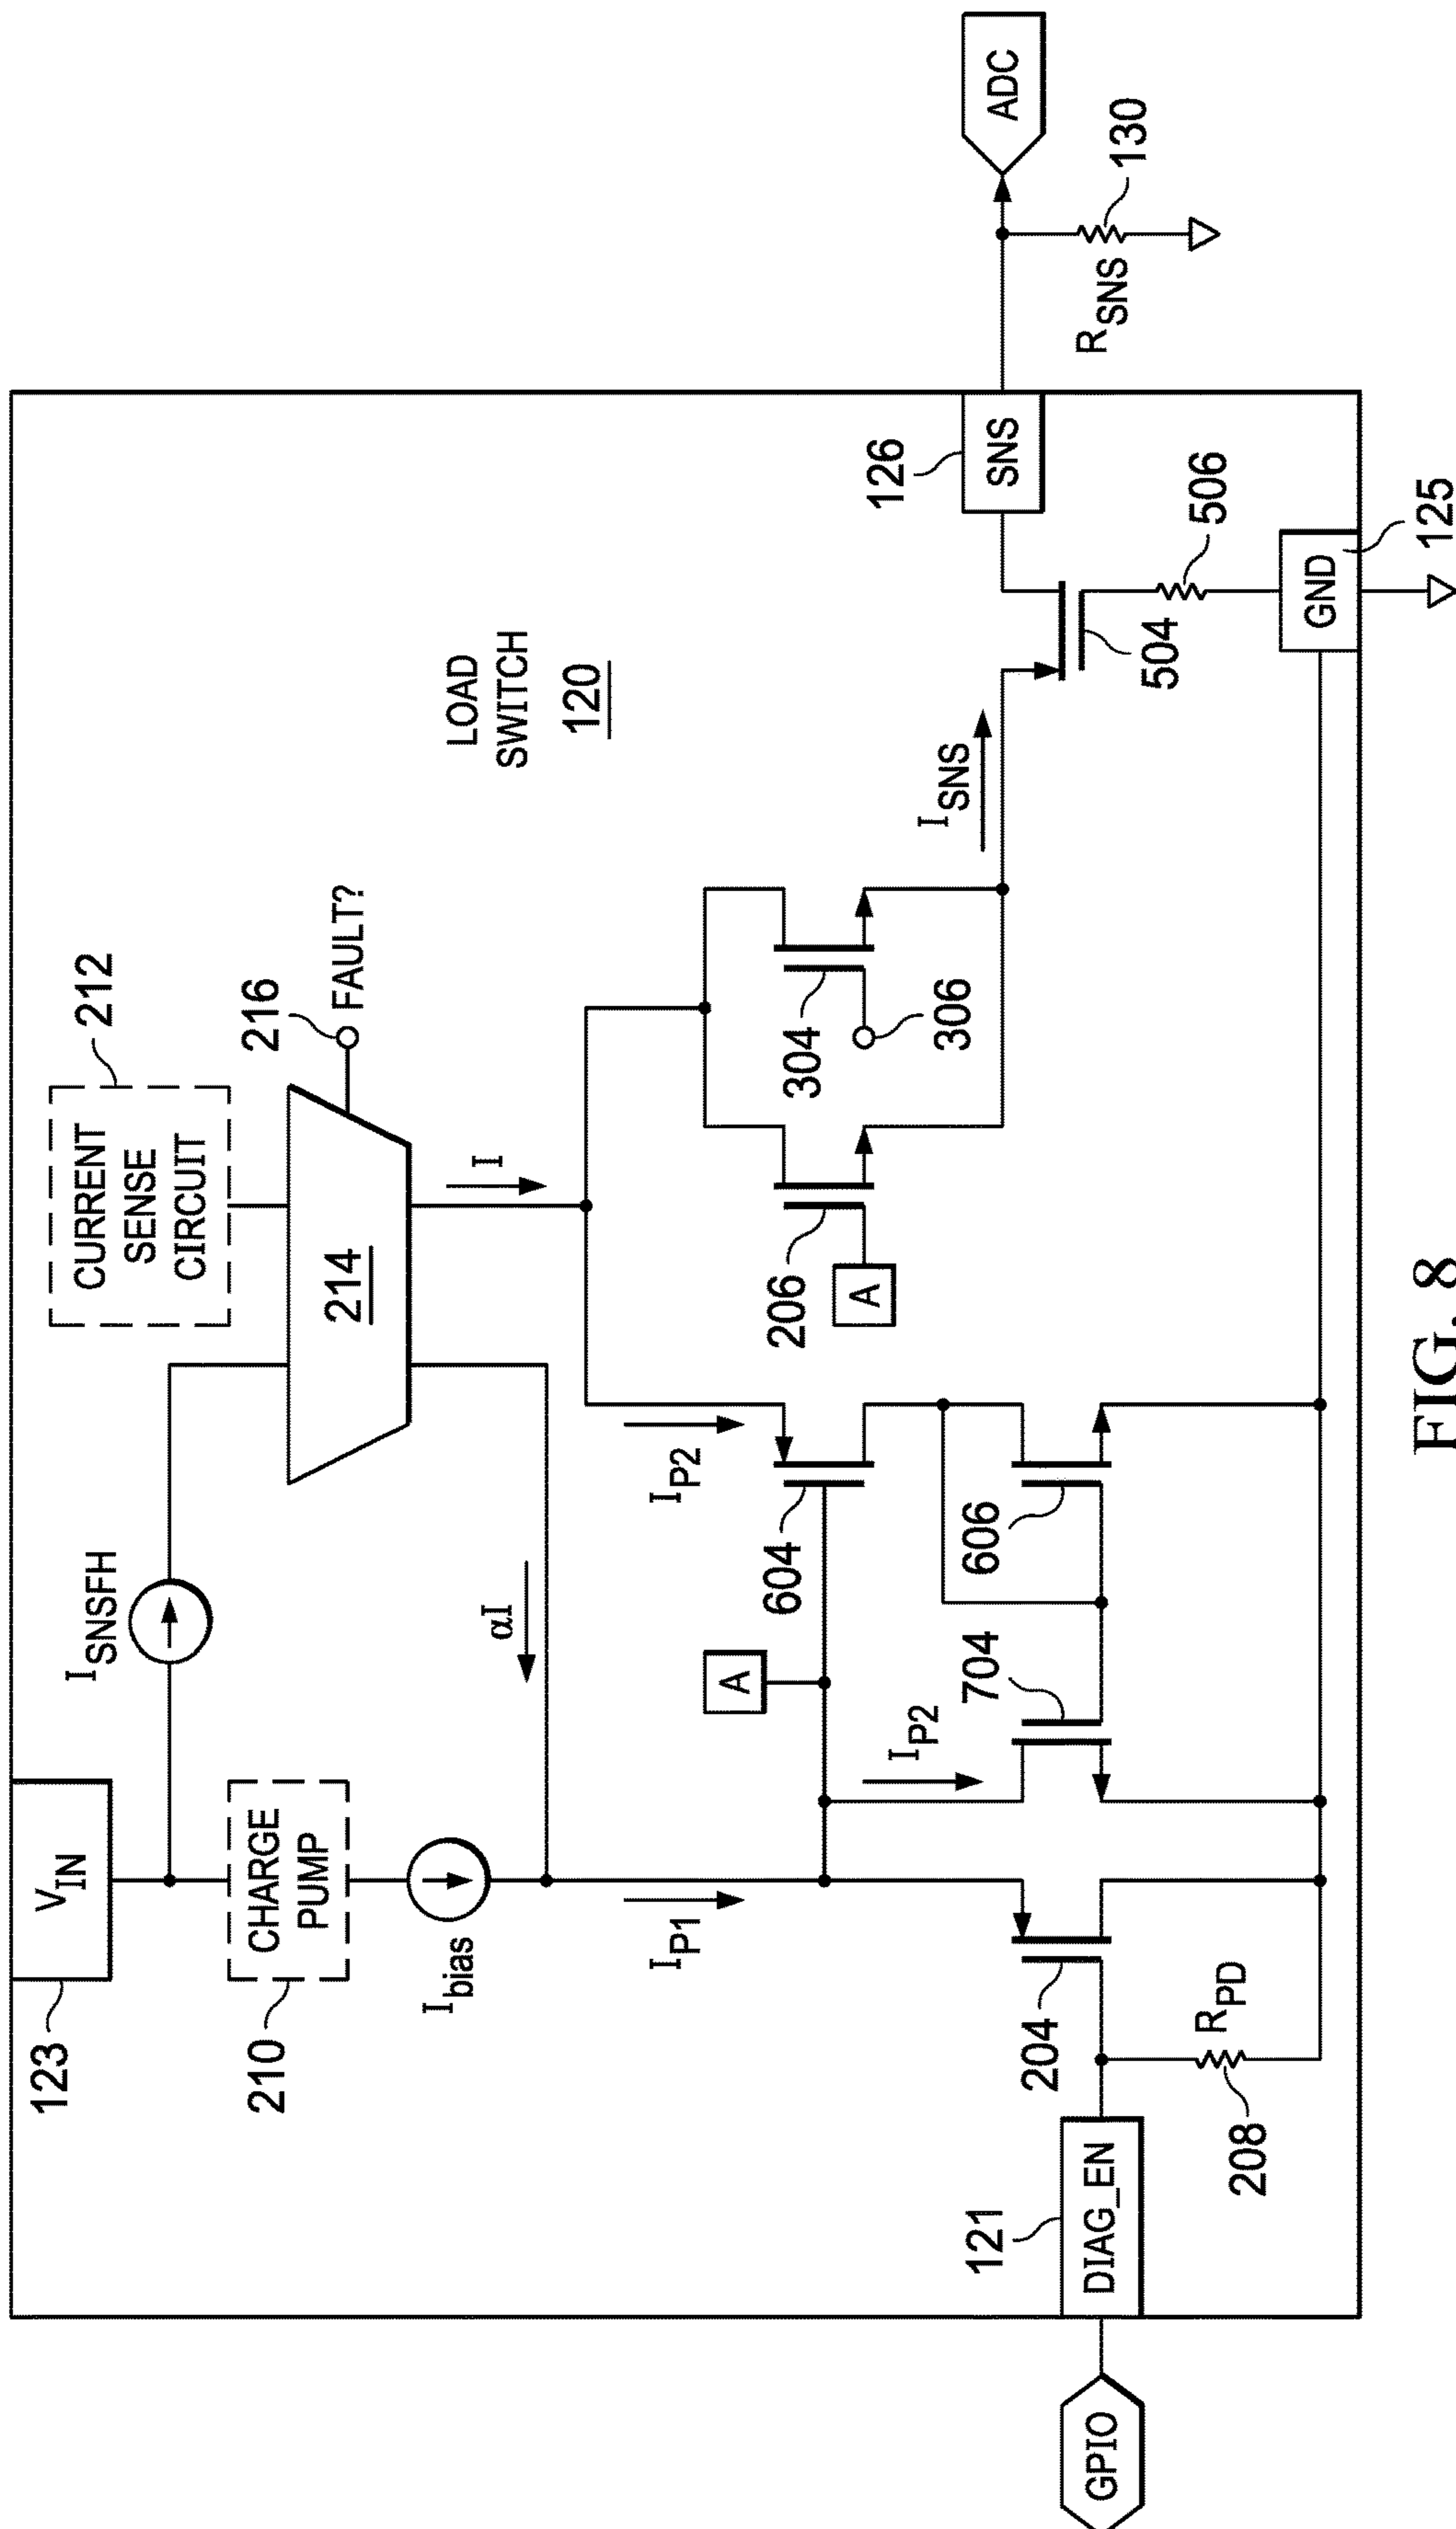 123
V_IN
I_SNSFH
CURRENT
SENSE
CIRCUIT
212
210
CHARGE
PUMP
214
216
FAULT?
I_bias
αI
I
LOAD
SWITCH
120
I_P1
A
I_P2
604
206
A
304
306
I_SNS
126
SNS
ADC
R_SNS
130
I_P2
704
606
504
506
GPIO
121
DIAG_EN
204
R_PD
208
GND
125
FIG. 8